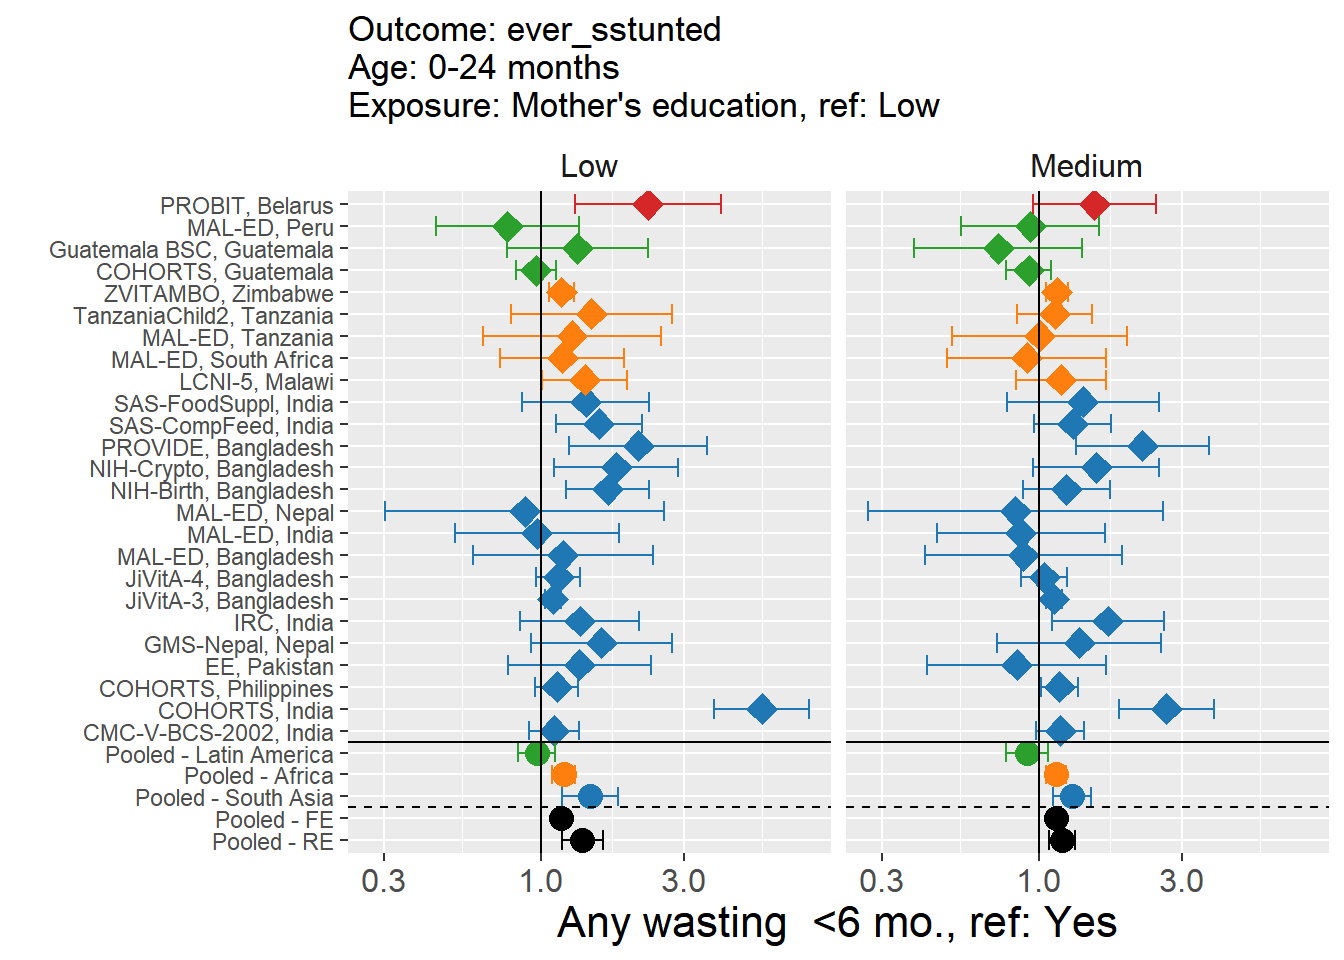 Outcome: ever_sstunted
Age: 0-24 months
Exposure: Mother's education, ref: Low
Low
Medium
PROBIT, Belarus
MAL-ED, Peru
Guatemala BSC, Guatemala
COHORTS, Guatemala
ZVITAMBO, Zimbabwe
TanzaniaChild2, Tanzania
MAL-ED, Tanzania
MAL-ED, South Africa
LCNI-5, Malawi
SAS-FoodSuppl, India
SAS-CompFeed, India
PROVIDE, Bangladesh
NIH-Crypto, Bangladesh
NIH-Birth, Bangladesh
MAL-ED, Nepal
MAL-ED, India
MAL-ED, Bangladesh
JiVitA-4, Bangladesh
JiVitA-3, Bangladesh
IRC, India
GMS-Nepal, Nepal
EE, Pakistan
COHORTS, Philippines
COHORTS, India
CMC-V-BCS-2002, India
Pooled - Latin America
Pooled - Africa
Pooled - South Asia
Pooled - FE
Pooled - RE
0.3 1.0 3.0 0.3 1.0 3.0
Any wasting  <6 mo., ref: Yes